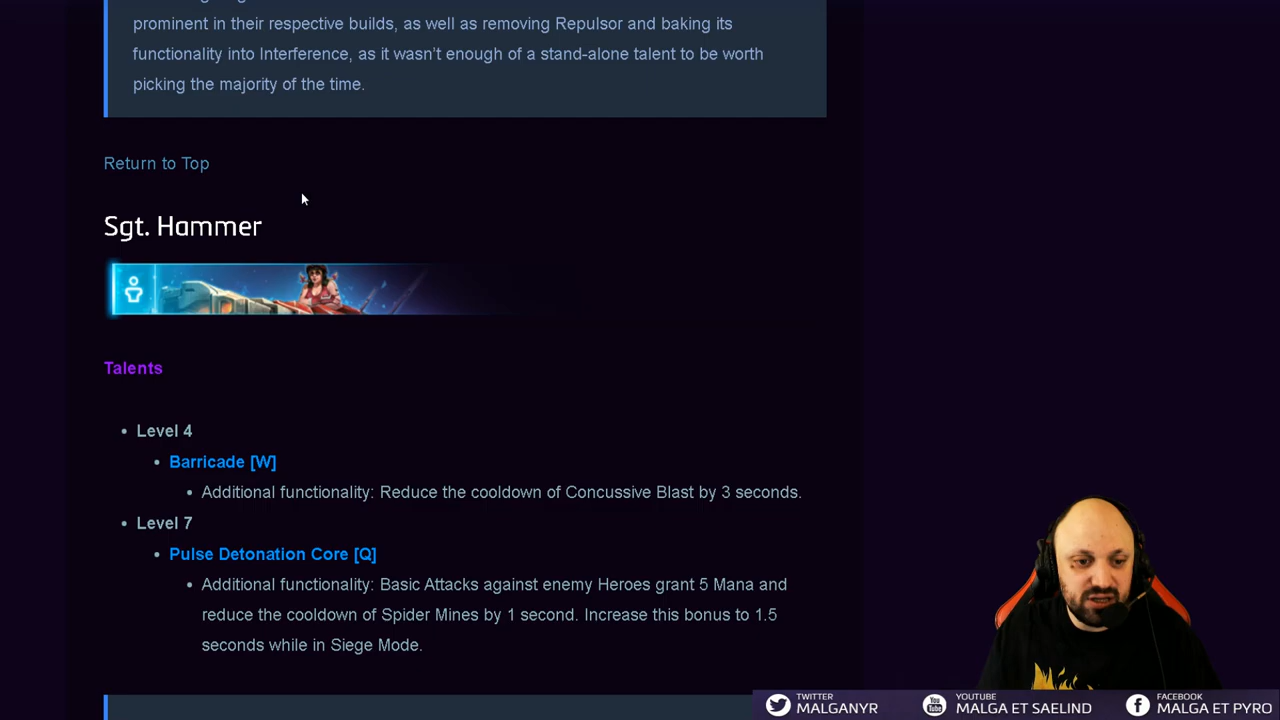 prominent in their respective builds, as well as removing Repulsor and baking its
functionality into Interference, as it wasn't enough of a stand-alone talent to be worth
picking the majority of the time.
Return to Top
Sgt. Hammer
Talents
• Level 4
• Barricade [W]
• Additional functionality: Reduce the cooldown of Concussive Blast by 3 seconds.
• Level 7
• Pulse Detonation Core [Q]
• Additional functionality: Basic Attacks against enemy Heroes grant 5 Mana and
reduce the cooldown of Spider Mines by 1 second. Increase this bonus to 1.5
seconds while in Siege Mode.
TWITTER
MALGANYR
YOUTUBE
MALGA ET SAELIND
FACEBOOK
MALGA ET PYRO